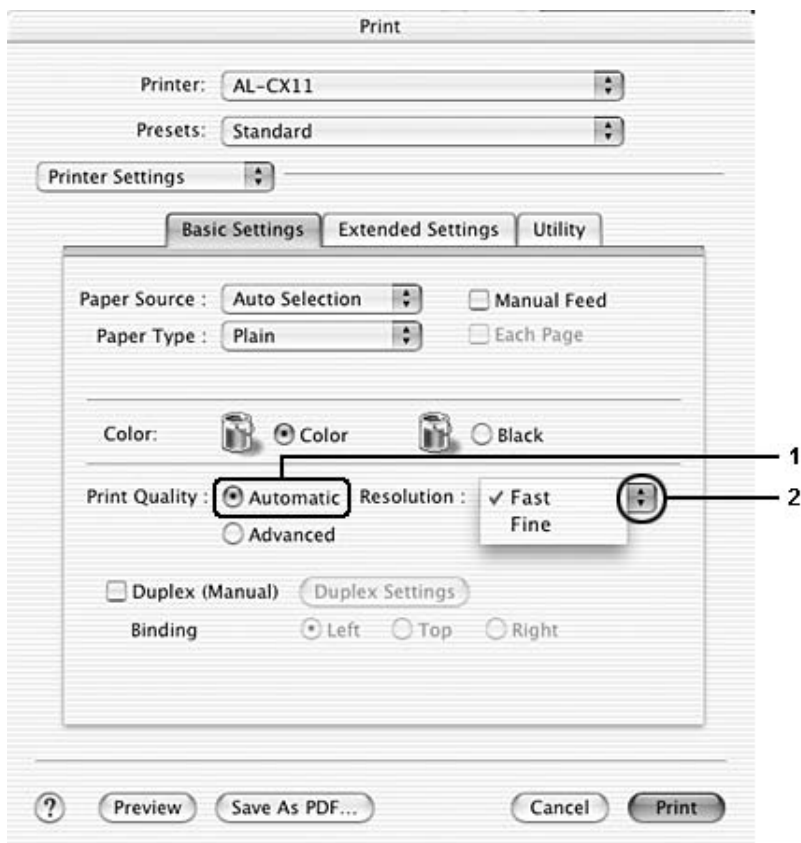 Print
Printer: AL-CX11
Presets: Standard
Printer Settings
Basic Settings Extended Settings Utility
Paper Source : Auto Selection Manual Feed
Paper Type : Plain Each Page
Color: Color Black
1
Print Quality : Automatic Resolution : ✓ Fast 2
Advanced Fine
Duplex (Manual) Duplex Settings
Binding Left Top Right
? Preview Save As PDF... Cancel Print